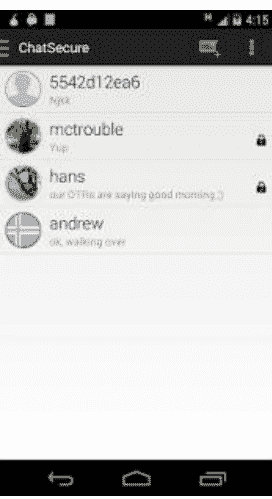 4:15
ChatSecure
5542d12ea6
mctrouble
Yup
hans
our OTRs are saying good morning ;)
andrew
ok, walking over